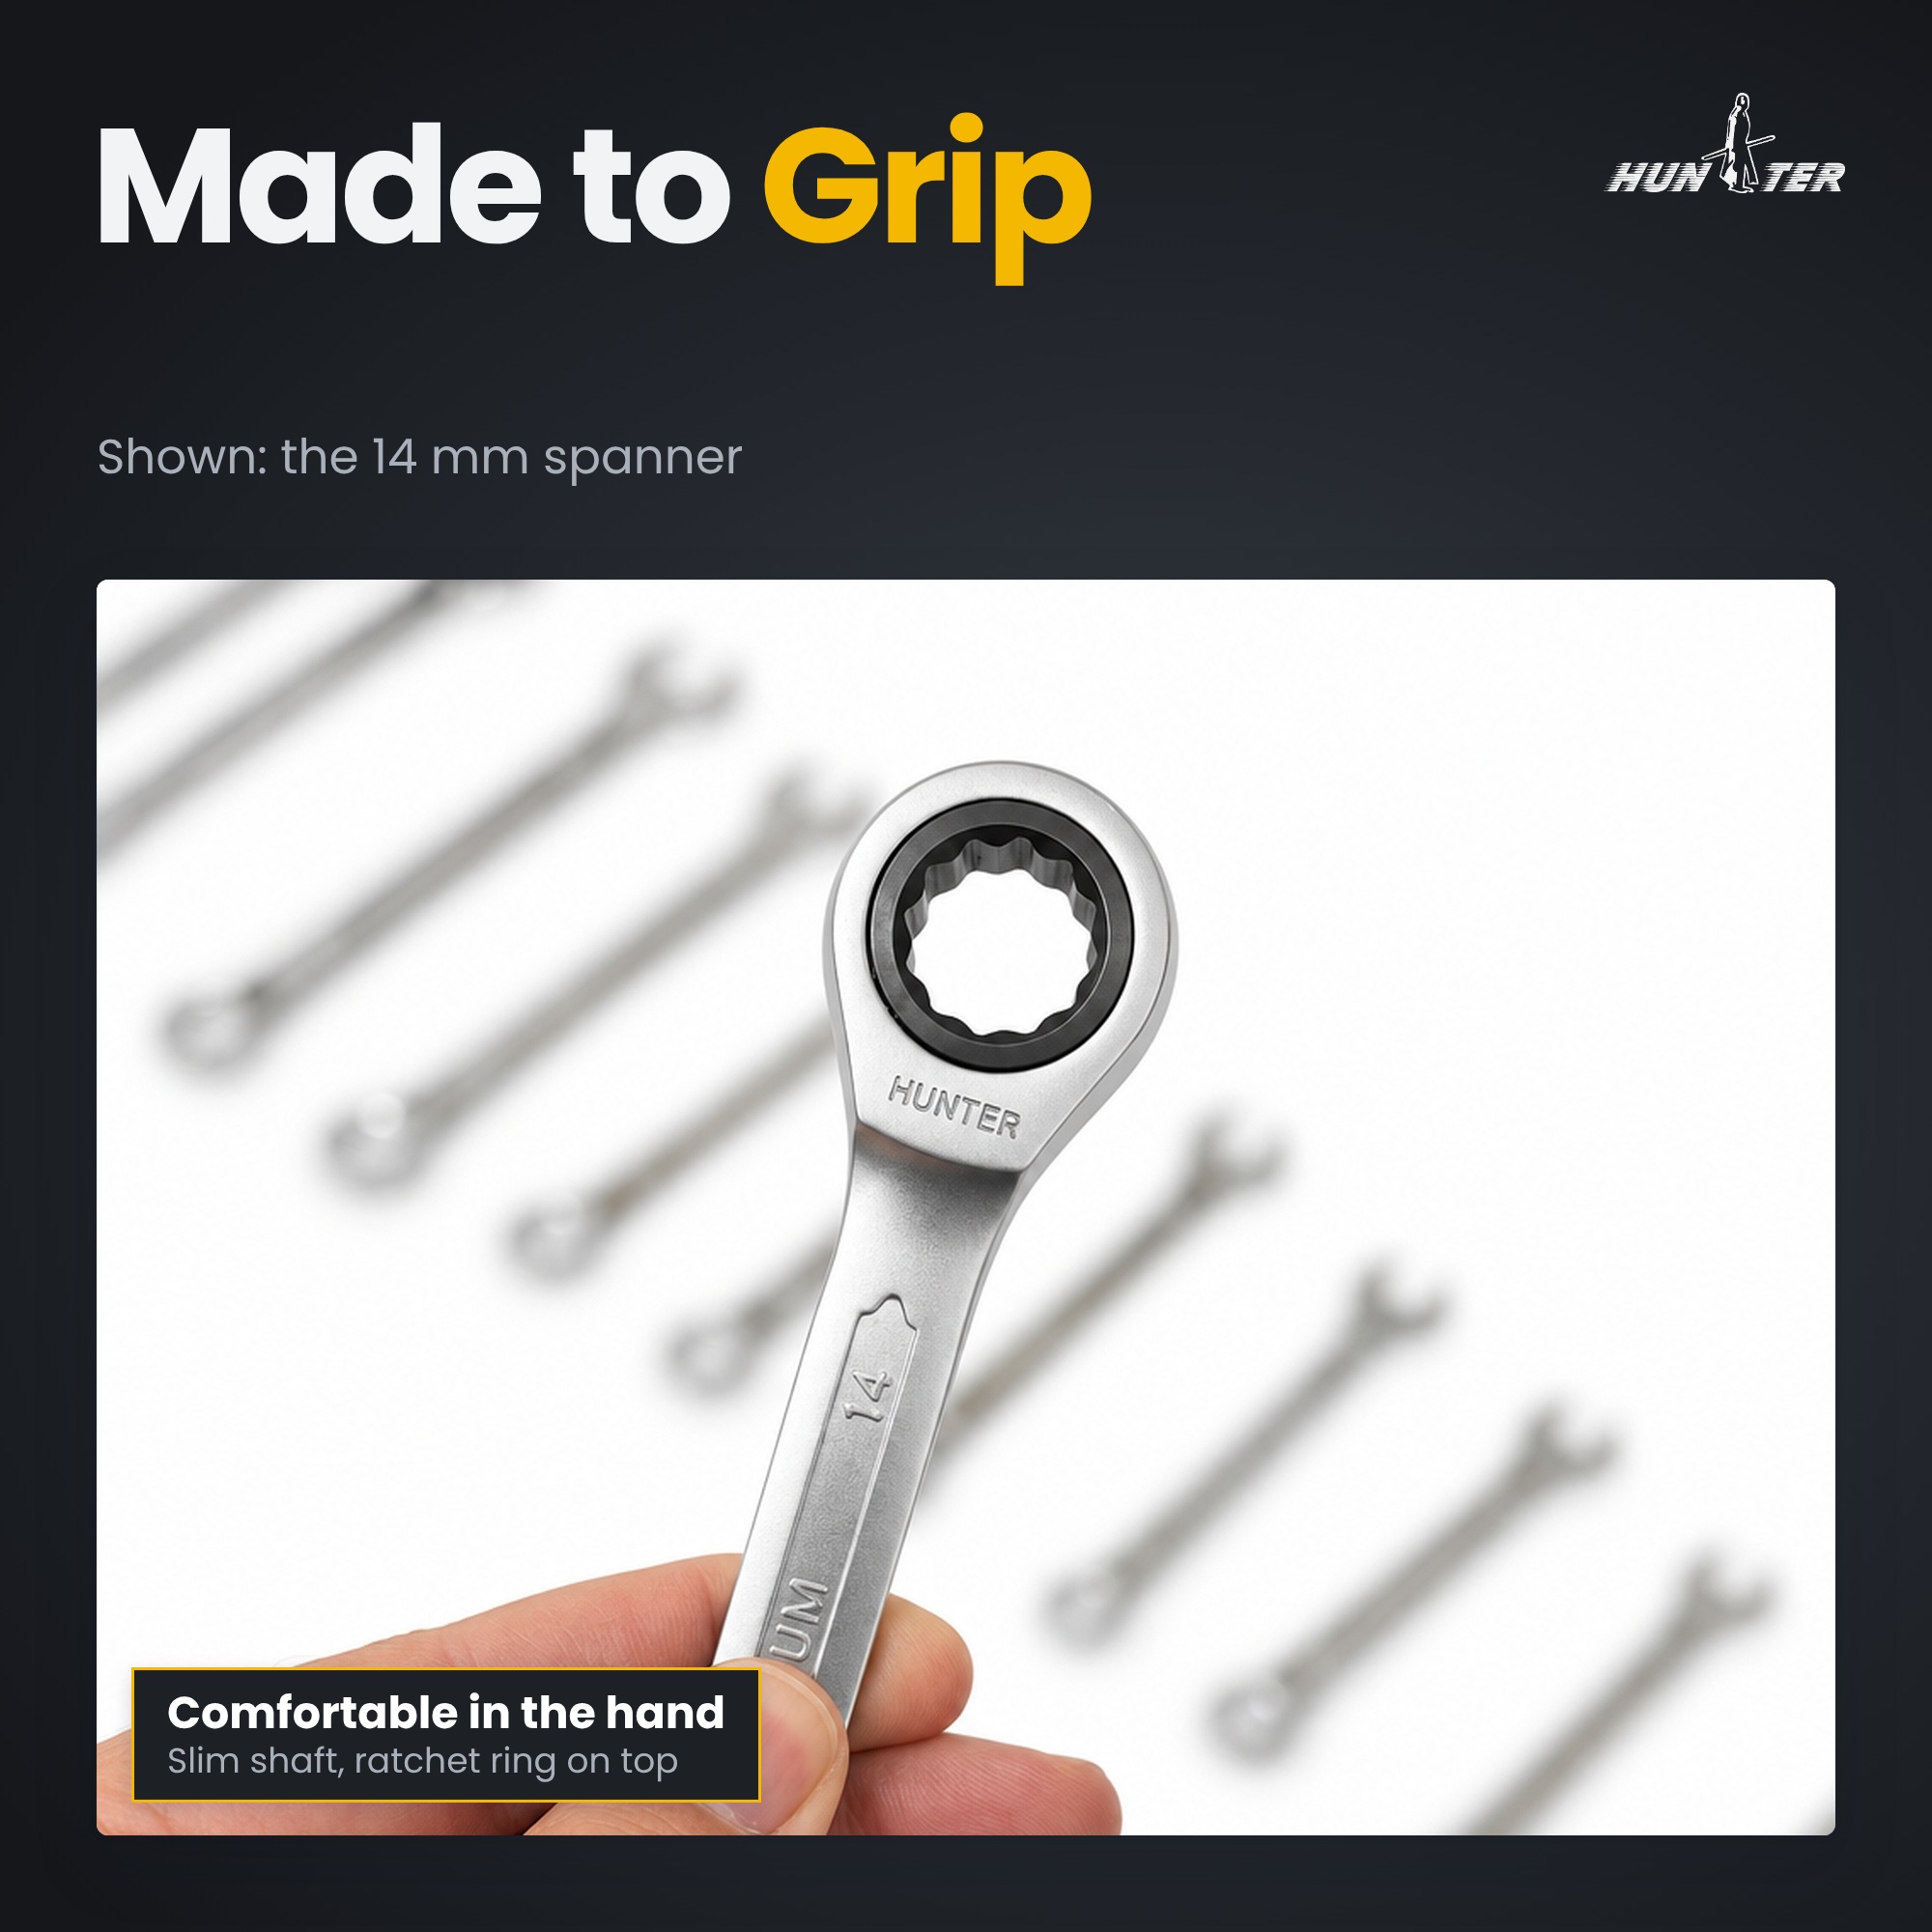 Made to Grip
HUNTER
Shown: the 14 mm spanner
HUNTER
14
UM
Comfortable in the hand
Slim shaft, ratchet ring on top